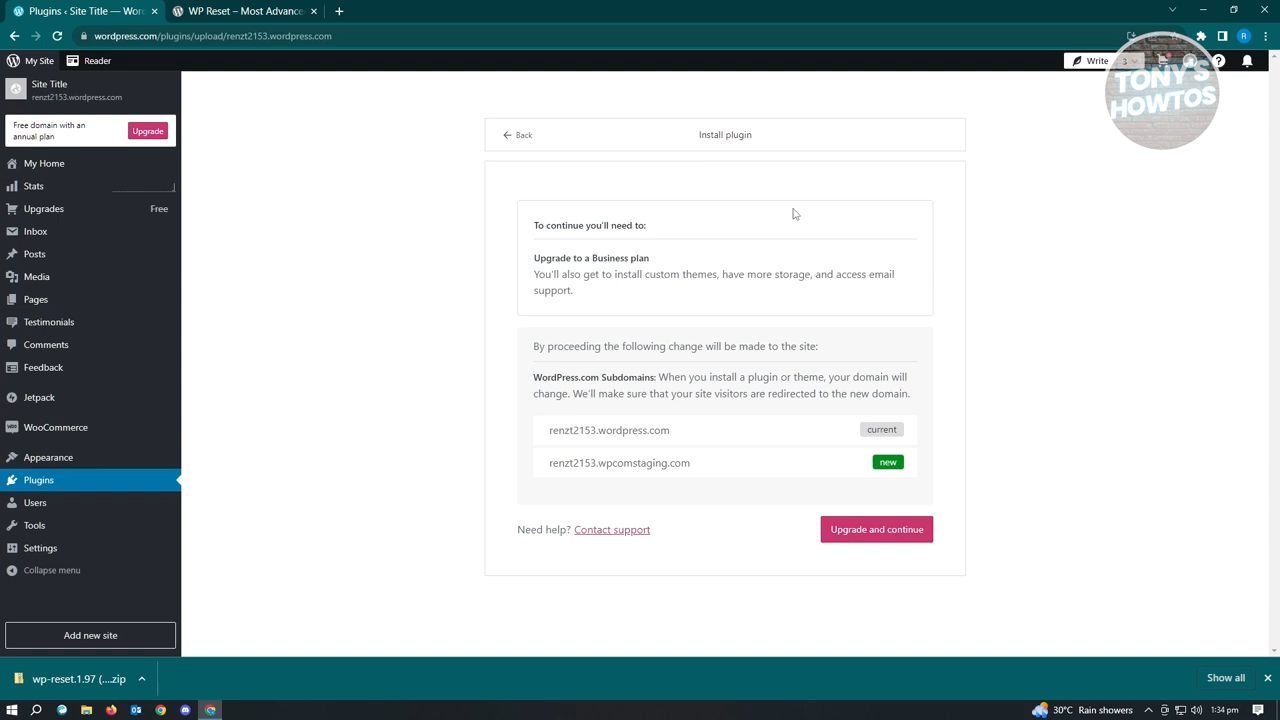 Plugins ‹ Site Title — Word
WP Reset – Most Advance
wordpress.com/plugins/upload/renzt2153.wordpress.com
R
My Site
Reader
Write
3
TONY'S
HOWTOS
Site Title
renzt2153.wordpress.com
Free domain with an
annual plan
Upgrade
My Home
Stats
Upgrades
Free
Inbox
Posts
Media
Pages
Testimonials
Comments
Feedback
Jetpack
WooCommerce
Appearance
Plugins
Users
Tools
Settings
Collapse menu
Add new site
Back
Install plugin
To continue you'll need to:
Upgrade to a Business plan
You'll also get to install custom themes, have more storage, and access email
support.
By proceeding the following change will be made to the site:
WordPress.com Subdomains: When you install a plugin or theme, your domain will
change. We'll make sure that your site visitors are redirected to the new domain.
renzt2153.wordpress.com
current
renzt2153.wpcomstaging.com
new
Need help? Contact support
Upgrade and continue
wp-reset.1.97 (....zip
Show all
30°C Rain showers
1:34 pm